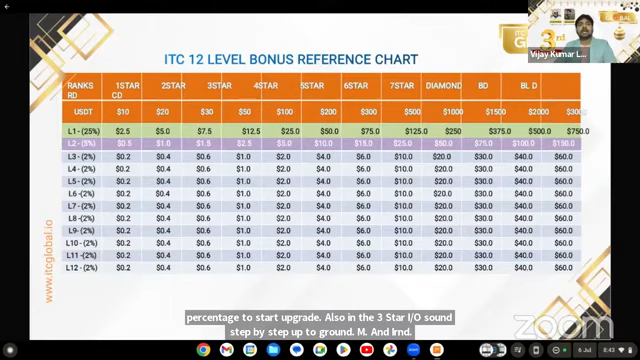 3rd
GLOBAL
Vijay Kumar L...
ITC 12 LEVEL BONUS REFERENCE CHART
RANKS 1STAR 2STAR 3STAR 4STAR 5STAR 6STAR 7STAR DIAMOND BD BL D
RD CD
USDT $10 $20 $30 $50 $100 $200 $300 $500 $1000 $1500 $2000 $3000
L1 - (25%) $2.5 $5.0 $7.5 $12.5 $25.0 $50.0 $75.0 $125.0 $250 $375.0 $500.0 $750.0
L2 - (5%) $0.5 $1.0 $1.5 $2.5 $5.0 $10.0 $15.0 $25.0 $50.0 $75.0 $100.0 $150.0
L3 - (2%) $0.2 $0.4 $0.6 $1.0 $2.0 $4.0 $6.0 $10.0 $20.0 $30.0 $40.0 $60.0
L4 - (2%) $0.2 $0.4 $0.6 $1.0 $2.0 $4.0 $6.0 $10.0 $20.0 $30.0 $40.0 $60.0
L5 - (2%) $0.2 $0.4 $0.6 $1.0 $2.0 $4.0 $6.0 $10.0 $20.0 $30.0 $40.0 $60.0
L6 -(2%) $0.2 $0.4 $0.6 $1.0 $2.0 $4.0 $6.0 $10.0 $20.0 $30.0 $40.0 $60.0
L7 - (2%) $0.2 $0.4 $0.6 $1.0 $2.0 $4.0 $6.0 $10.0 $20.0 $30.0 $40.0 $60.0
L8 -(2%) $0.2 $0.4 $0.6 $1.0 $2.0 $4.0 $6.0 $10.0 $20.0 $30.0 $40.0 $60.0
L9- (2%) $0.2 $0.4 $0.6 $1.0 $2.0 $4.0 $6.0 $10.0 $20.0 $30.0 $40.0 $60.0
L10 - (2%) $0.2 $0.4 $0.6 $1.0 $2.0 $4.0 $6.0 $10.0 $20.0 $30.0 $40.0 $60.0
L11 -(2%) $0.2 $0.4 $0.6 $1.0 $2.0 $4.0 $6.0 $10.0 $20.0 $30.0 $40.0 $60.0
L12 - (2%) $0.2 $0.4 $0.6 $1.0 $2.0 $4.0 $6.0 $10.0 $20.0 $30.0 $40.0 $60.0
www.itcglobal.io
percentage to start upgrade. Also in the 3 Star I/O sound
step by step up to ground. M. And Irnd.
zoom
6 Jul 8:43